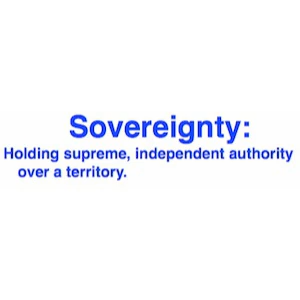 Sovereignty:
Holding supreme, independent authority
over a territory.